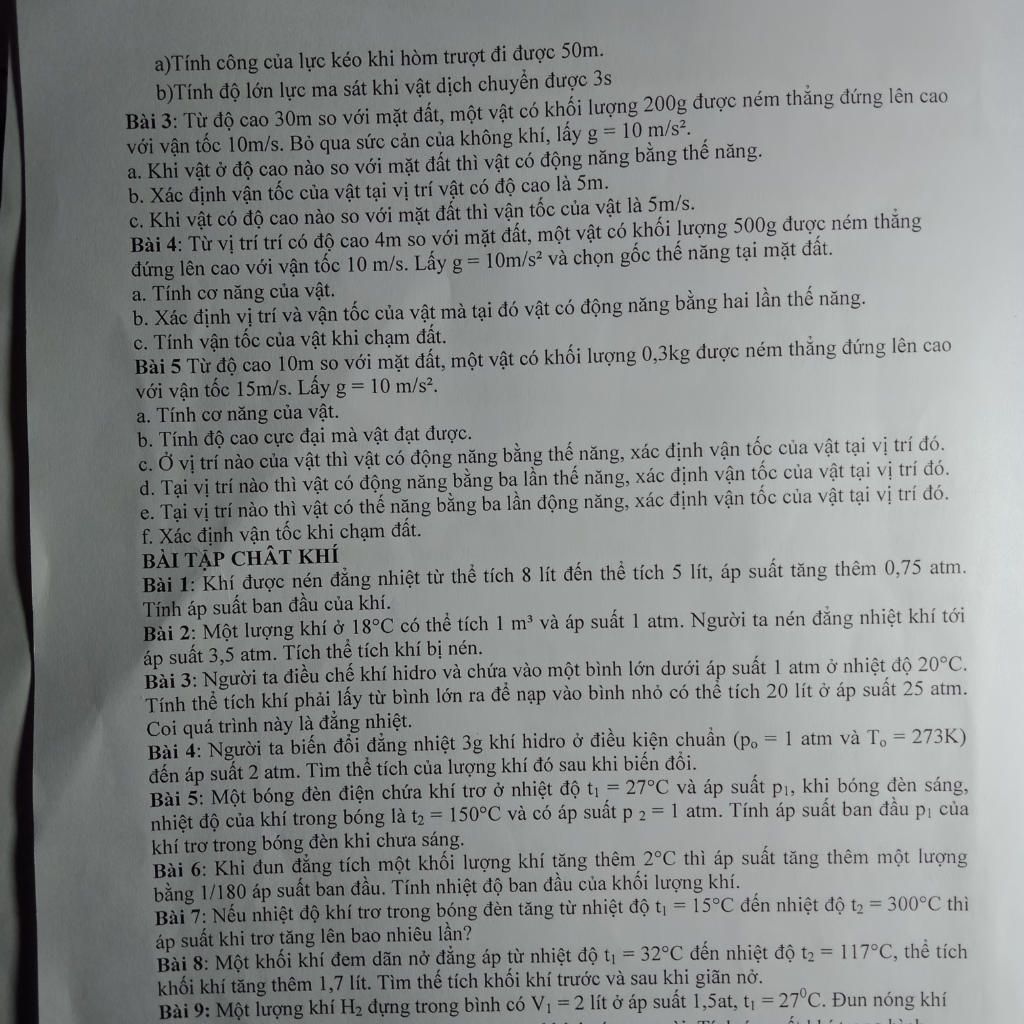 a)Tính công của lực kéo khi hòm trượt đi được 50m.
b)Tính độ lớn lực ma sát khi vật dịch chuyển được 3s
Bài 3: Từ độ cao 30m so với mặt đất, một vật có khối lượng 200g được ném thẳng đứng lên cao
với vận tốc 10m/s. Bỏ qua sức cản của không khí, lấy g = 10 m/s².
a. Khi vật ở độ cao nào so với mặt đất thì vật có động năng bằng thế năng.
b. Xác định vận tốc của vật tại vị trí vật có độ cao là 5m.
c. Khi vật có độ cao nào so với mặt đất thì vận tốc của vật là 5m/s.
Bài 4: Từ vị trí trí có độ cao 4m so với mặt đất, một vật có khối lượng 500g được ném thẳng
đứng lên cao với vận tốc 10 m/s. Lấy g = 10m/s² và chọn gốc thế năng tại mặt đất.
a. Tính cơ năng của vật.
b. Xác định vị trí và vận tốc của vật mà tại đó vật có động năng bằng hai lần thế năng.
c. Tính vận tốc của vật khi chạm đất.
Bài 5 Từ độ cao 10m so với mặt đất, một vật có khối lượng 0,3kg được ném thẳng đứng lên cao
với vận tốc 15m/s. Lấy g = 10 m/s².
a. Tính cơ năng của vật.
b. Tính độ cao cực đại mà vật đạt được.
c. Ở vị trí nào của vật thì vật có động năng bằng thế năng, xác định vận tốc của vật tại vị trí đó.
d. Tại vị trí nào thì vật có động năng bằng ba lần thế năng, xác định vận tốc của vật tại vị trí đó.
e. Tại vị trí nào thì vật có thế năng bằng ba lần động năng, xác định vận tốc của vật tại vị trí đó.
f. Xác định vận tốc khi chạm đất.
BÀI TẬP CHẤT KHÍ
Bài 1: Khí được nén đẳng nhiệt từ thể tích 8 lít đến thể tích 5 lít, áp suất tăng thêm 0,75 atm.
Tính áp suất ban đầu của khí.
Bài 2: Một lượng khí ở 18°C có thể tích 1 m³ và áp suất 1 atm. Người ta nén đẳng nhiệt khí tới
áp suất 3,5 atm. Tích thể tích khí bị nén.
Bài 3: Người ta điều chế khí hidro và chứa vào một bình lớn dưới áp suất 1 atm ở nhiệt độ 20°C.
Tính thể tích khí phải lấy từ bình lớn ra để nạp vào bình nhỏ có thể tích 20 lít ở áp suất 25 atm.
Coi quá trình này là đẳng nhiệt.
Bài 4: Người ta biến đổi đẳng nhiệt 3g khí hidro ở điều kiện chuẩn (pₒ = 1 atm và Tₒ = 273K)
đến áp suất 2 atm. Tìm thể tích của lượng khí đó sau khi biến đổi.
Bài 5: Một bóng đèn điện chứa khí trơ ở nhiệt độ t₁ = 27°C và áp suất p₁, khi bóng đèn sáng,
nhiệt độ của khí trong bóng là t₂ = 150°C và có áp suất p ₂ = 1 atm. Tính áp suất ban đầu p₁ của
khí trơ trong bóng đèn khi chưa sáng.
Bài 6: Khi đun đẳng tích một khối lượng khí tăng thêm 2°C thì áp suất tăng thêm một lượng
bằng 1/180 áp suất ban đầu. Tính nhiệt độ ban đầu của khối lượng khí.
Bài 7: Nếu nhiệt độ khí trơ trong bóng đèn tăng từ nhiệt độ t₁ = 15°C đến nhiệt độ t₂ = 300°C thì
áp suất khi trơ tăng lên bao nhiêu lần?
Bài 8: Một khối khí đem dãn nở đẳng áp từ nhiệt độ t₁ = 32°C đến nhiệt độ t₂ = 117°C, thể tích
khối khí tăng thêm 1,7 lít. Tìm thế tích khối khí trước và sau khi giãn nở.
Bài 9: Một lượng khí H₂ đựng trong bình có V₁ = 2 lít ở áp suất 1,5at, t₁ = 27⁰C. Đun nóng khí